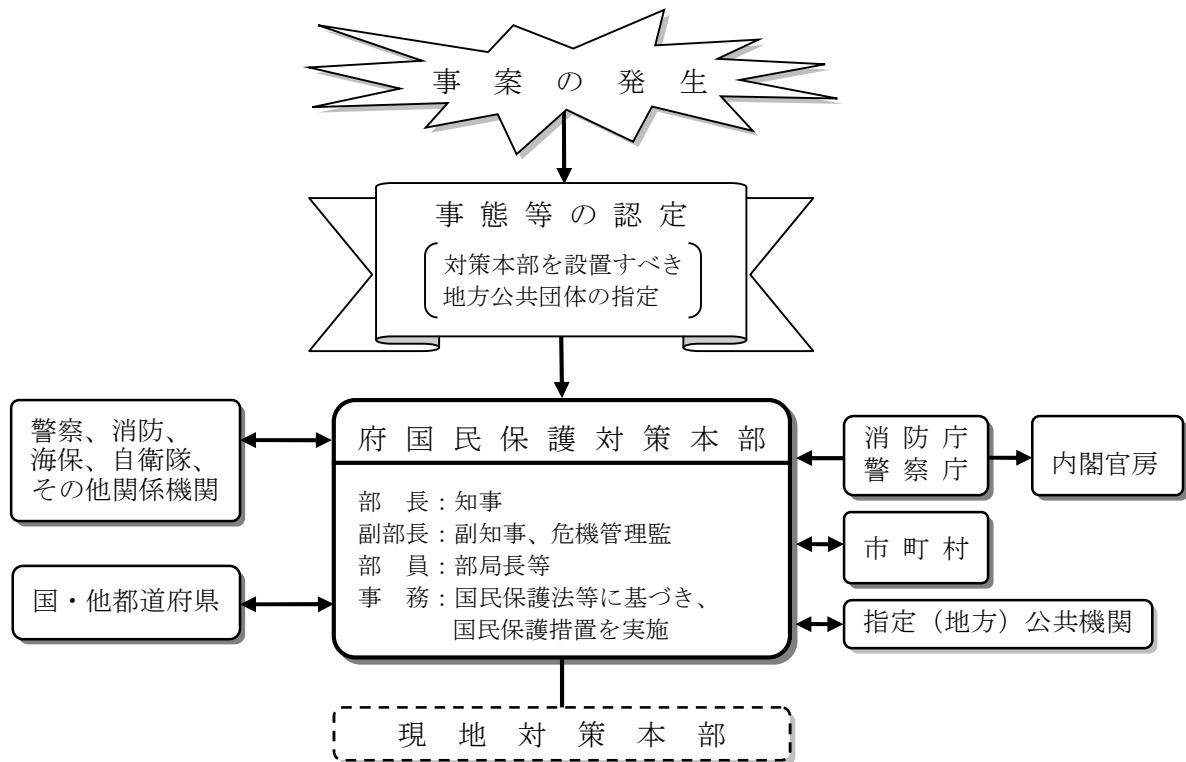 事案の発生
事態等の認定
対策本部を設置すべき
地方公共団体の指定
警察、消防、
海保、自衛隊、
その他関係機関
国・他都道府県
府国民保護対策本部
部　長：知事
副部長：副知事、危機管理監
部　員：部局長等
事　務：国民保護法等に基づき、
国民保護措置を実施
消防庁
警察庁
内閣官房
市町村
指定（地方）公共機関
現地対策本部